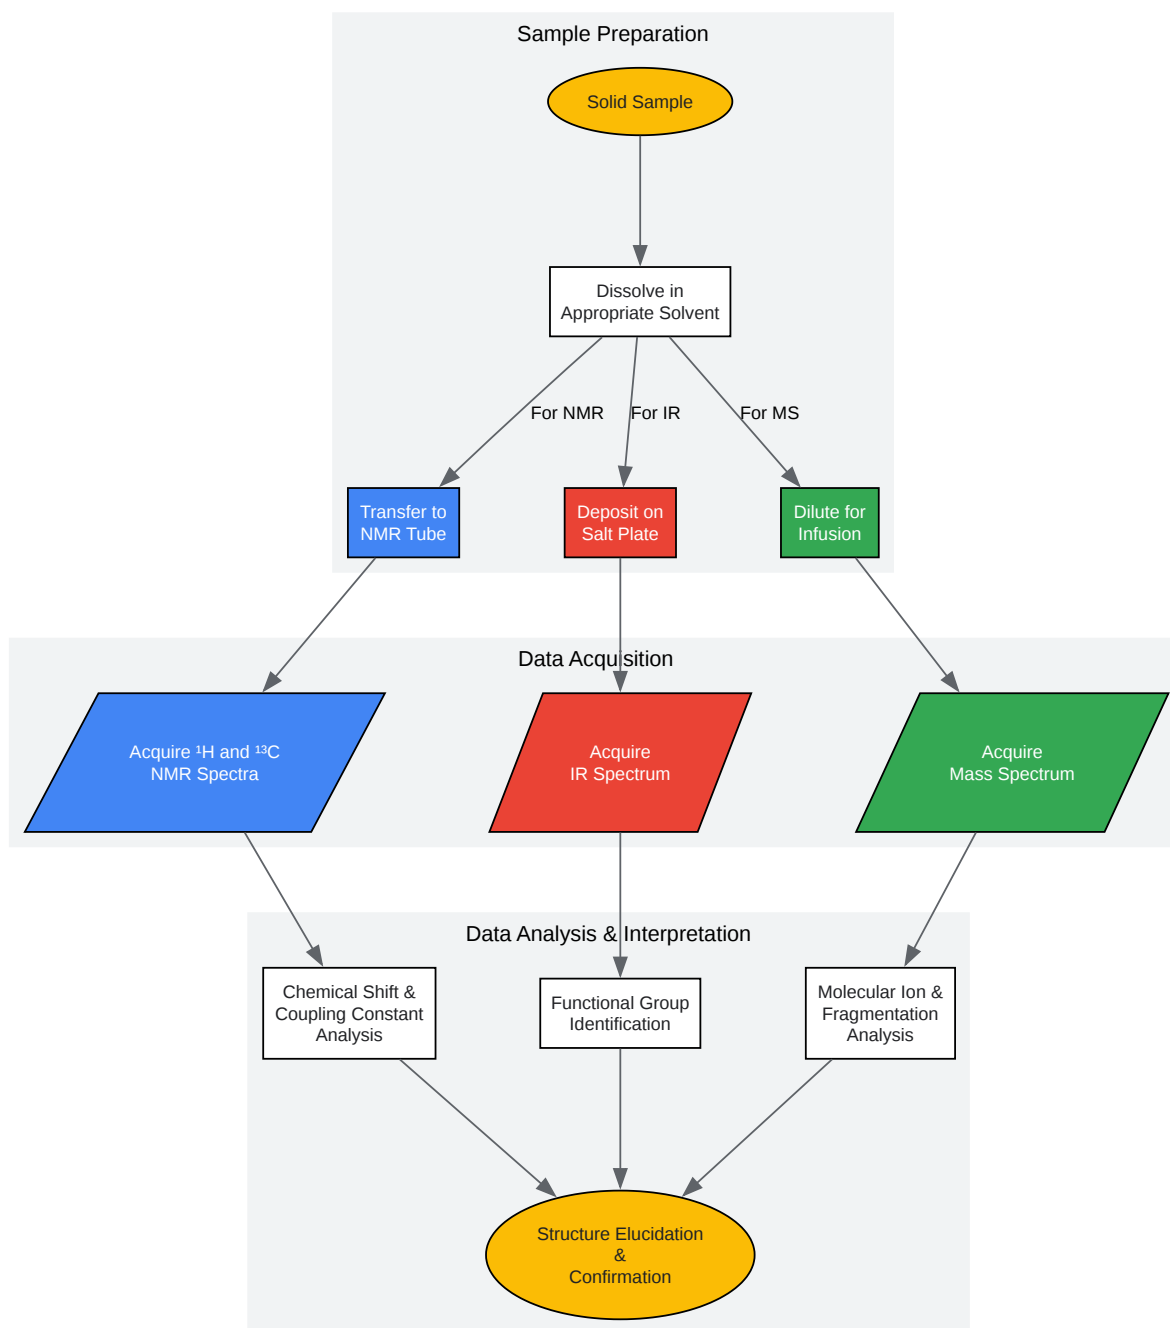 Sample Preparation
Solid Sample
Dissolve in
Appropriate Solvent
For NMR
For IR
For MS
Transfer to
NMR Tube
Deposit on
Salt Plate
Dilute for
Infusion
Data Acquisition
Acquire ¹H and ¹³C
NMR Spectra
Acquire
IR Spectrum
Acquire
Mass Spectrum
Data Analysis & Interpretation
Chemical Shift &
Coupling Constant
Analysis
Functional Group
Identification
Molecular Ion &
Fragmentation
Analysis
Structure Elucidation
&
Confirmation